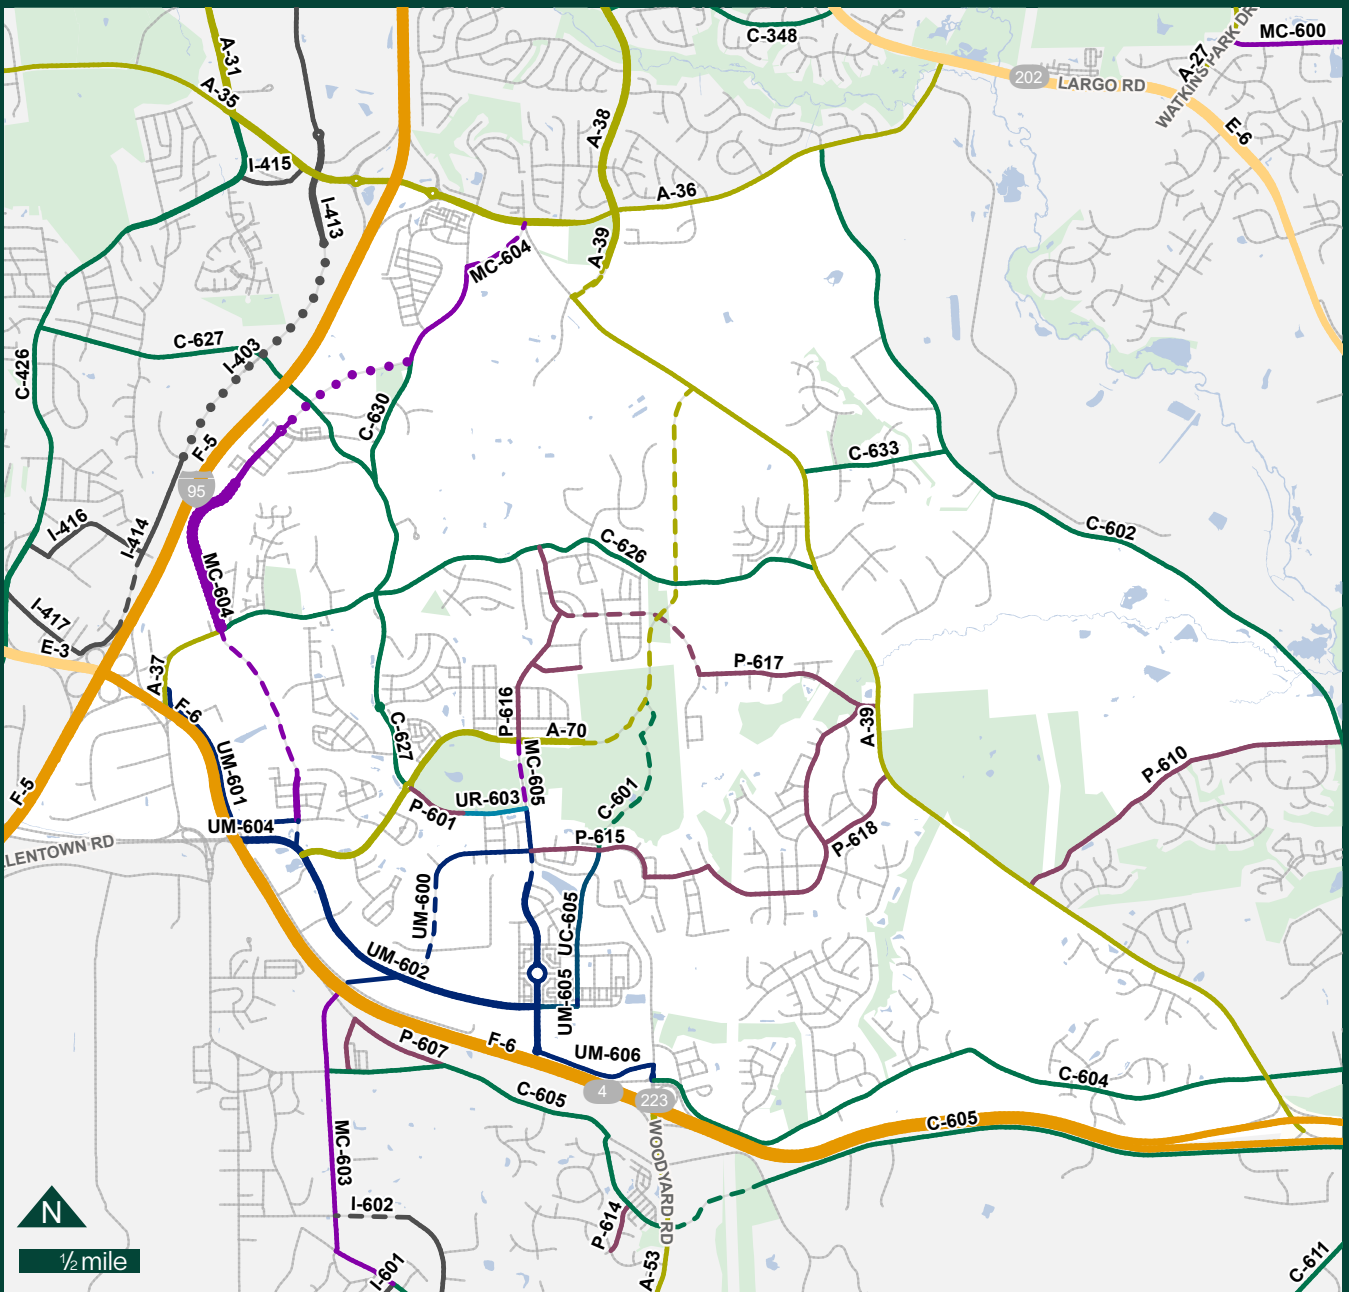 C-348
MC-600
A-31
A-27
WATKINS PARK DR
202
LARGO RD
A-35
A-38
E-6
I-415
A-36
I-413
A-39
MC-604
C-627
I-403
C-426
C-630
F-5
C-633
95
I-416
I-414
C-602
C-626
MC-604
I-417
E-3
A-37
P-617
F-6
P-616
A-70
A-39
C-627
UM-601
MC-605
P-610
F-5
UR-603
C-601
P-601
UM-604
P-615
P-618
LLENTOWN RD
UM-600
UC-605
UM-602
UM-605
P-607
F-6
UM-606
C-604
4
223
C-605
C-605
MC-603
WOODYARD RD
I-602
P-614
N
½ mile
I-601
A-53
C-611